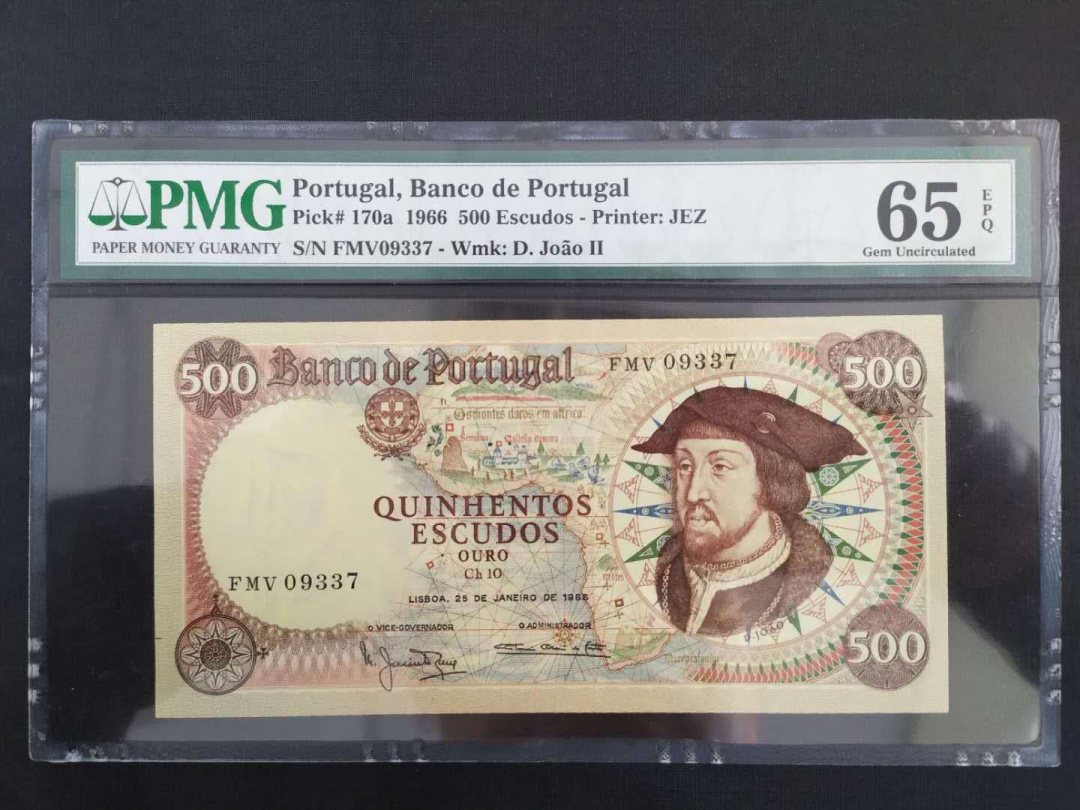 PMG
PAPER MONEY GUARANTY
Portugal, Banco de Portugal
Pick# 170a 1966 500 Escudos - Printer: JEZ
S/N FMV09337 - Wmk: D. João II
65
EPQ
Gem Uncirculated
500
Banco de Portugal
FMV 09337
500
Os montes claros em affrica
QUINHENTOS
ESCUDOS
OURO
Ch 10
FMV 09337
LISBOA, 25 DE JANEIRO DE 1966
O VICE-GOVERNADOR
O ADMINISTRADOR
D. JOÃO
500